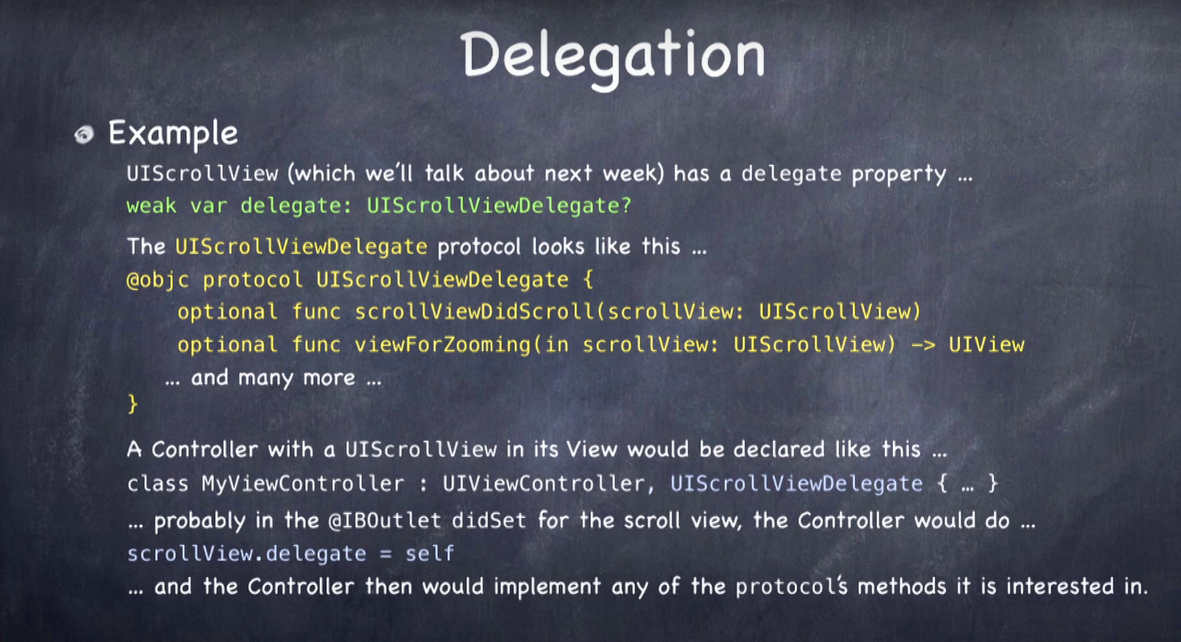 Delegation
Example
UIScrollView (which we'll talk about next week) has a delegate property ...
weak var delegate: UIScrollViewDelegate?
The UIScrollViewDelegate protocol looks like this ...
@objc protocol UIScrollViewDelegate {
optional func scrollViewDidScroll(scrollView: UIScrollView)
optional func viewForZooming(in scrollView: UIScrollView) -> UIView
... and many more ...
}
A Controller with a UIScrollView in its View would be declared like this ...
class MyViewController : UIViewController, UIScrollViewDelegate { … }
... probably in the @IBOutlet didSet for the scroll view, the Controller would do ...
scrollView.delegate = self
... and the Controller then would implement any of the protocol's methods it is interested in.